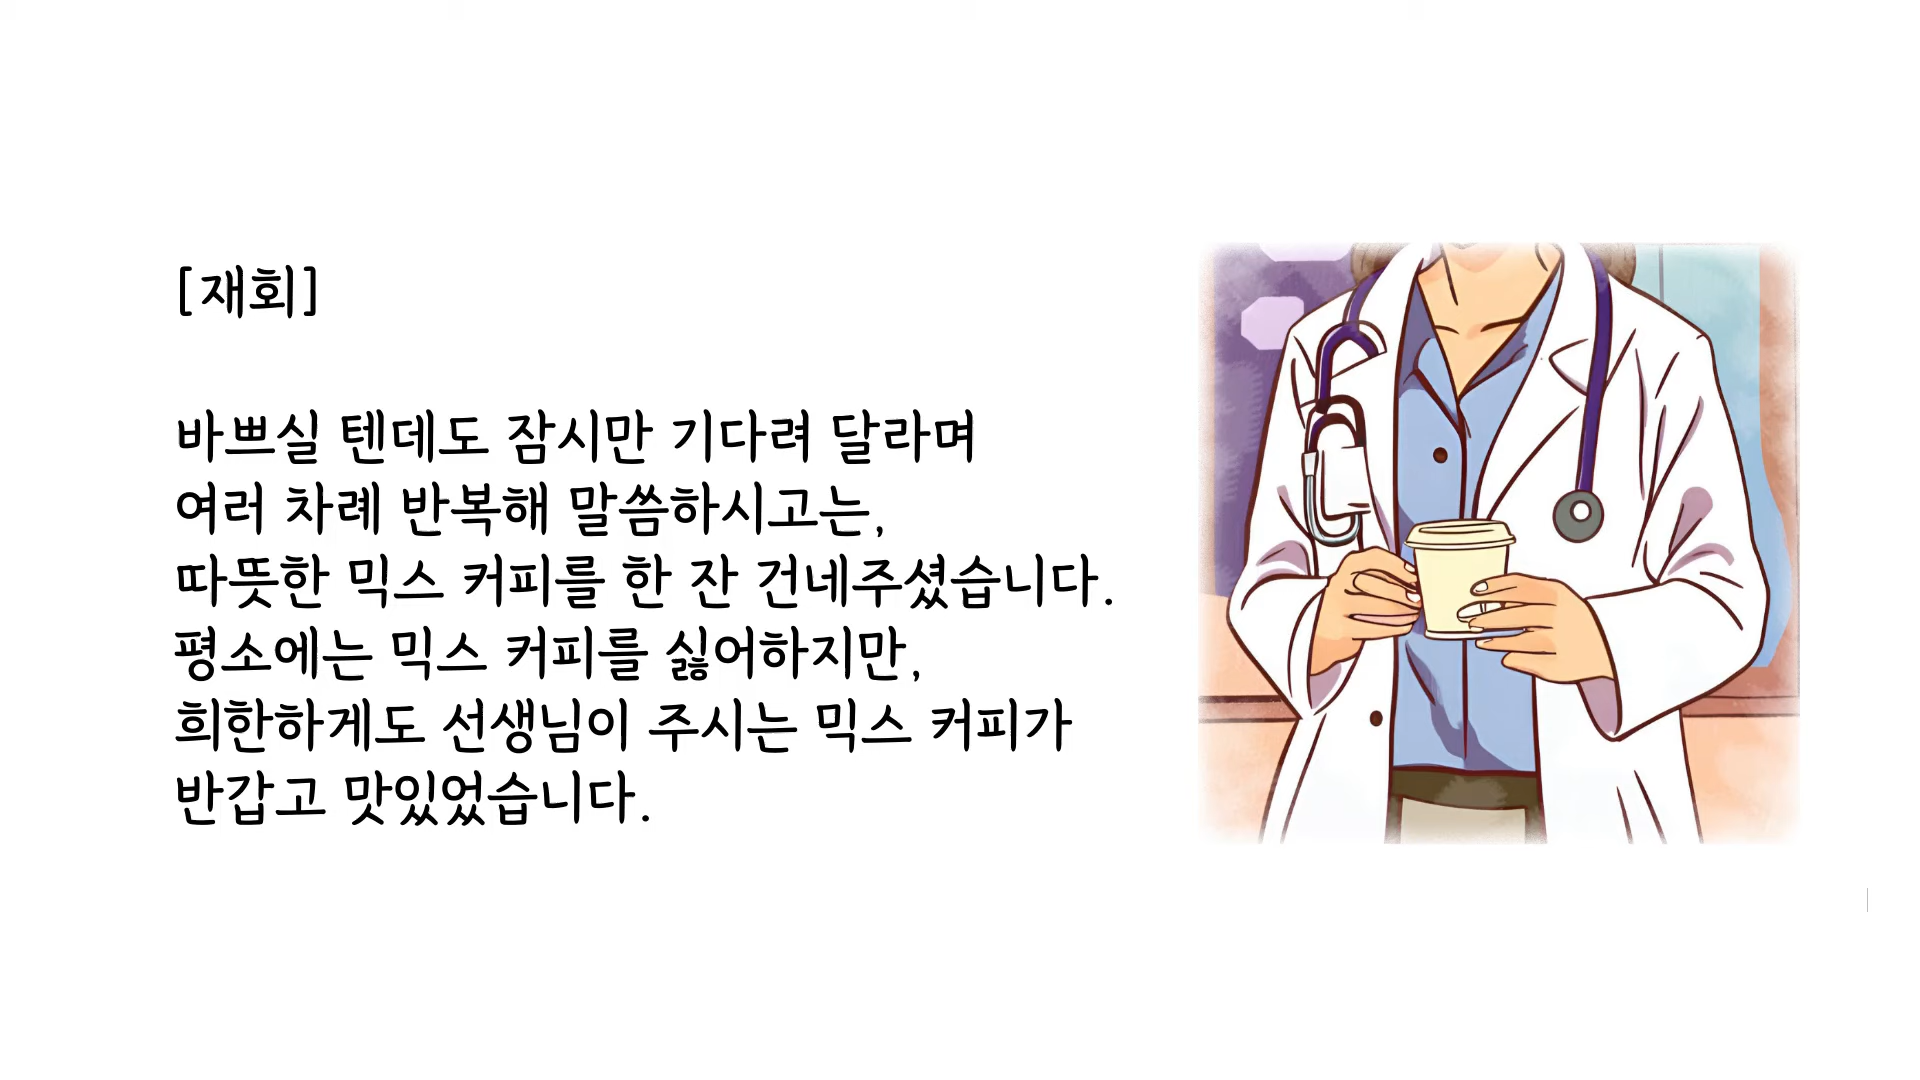 [재회]
바쁘실 텐데도 잠시만 기다려 달라며
여러 차례 반복해 말씀하시고는,
따뜻한 믹스 커피를 한 잔 건네주셨습니다.
평소에는 믹스 커피를 싫어하지만,
희한하게도 선생님이 주시는 믹스 커피가
반갑고 맛있었습니다.